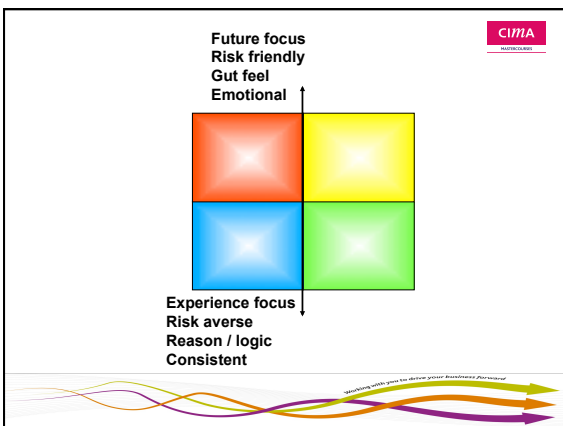 Future focus
Risk friendly
Gut feel
Emotional
CIMA
MASTERCOURSES
Experience focus
Risk averse
Reason / logic
Consistent
Working with you to drive your business forward